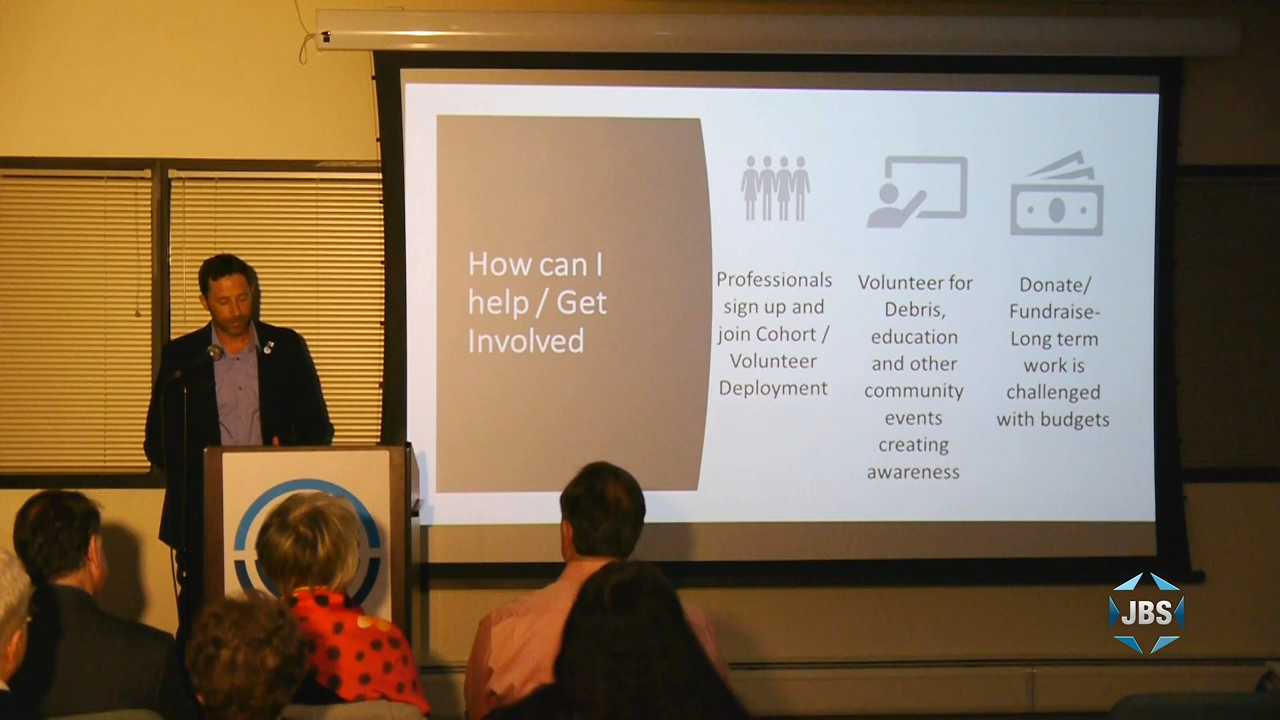 How can I
help / Get
Involved
Professionals
sign up and
join Cohort /
Volunteer
Deployment
Volunteer for
Debris,
education
and other
community
events
creating
awareness
Donate/
Fundraise-
Long term
work is
challenged
with budgets
JBS